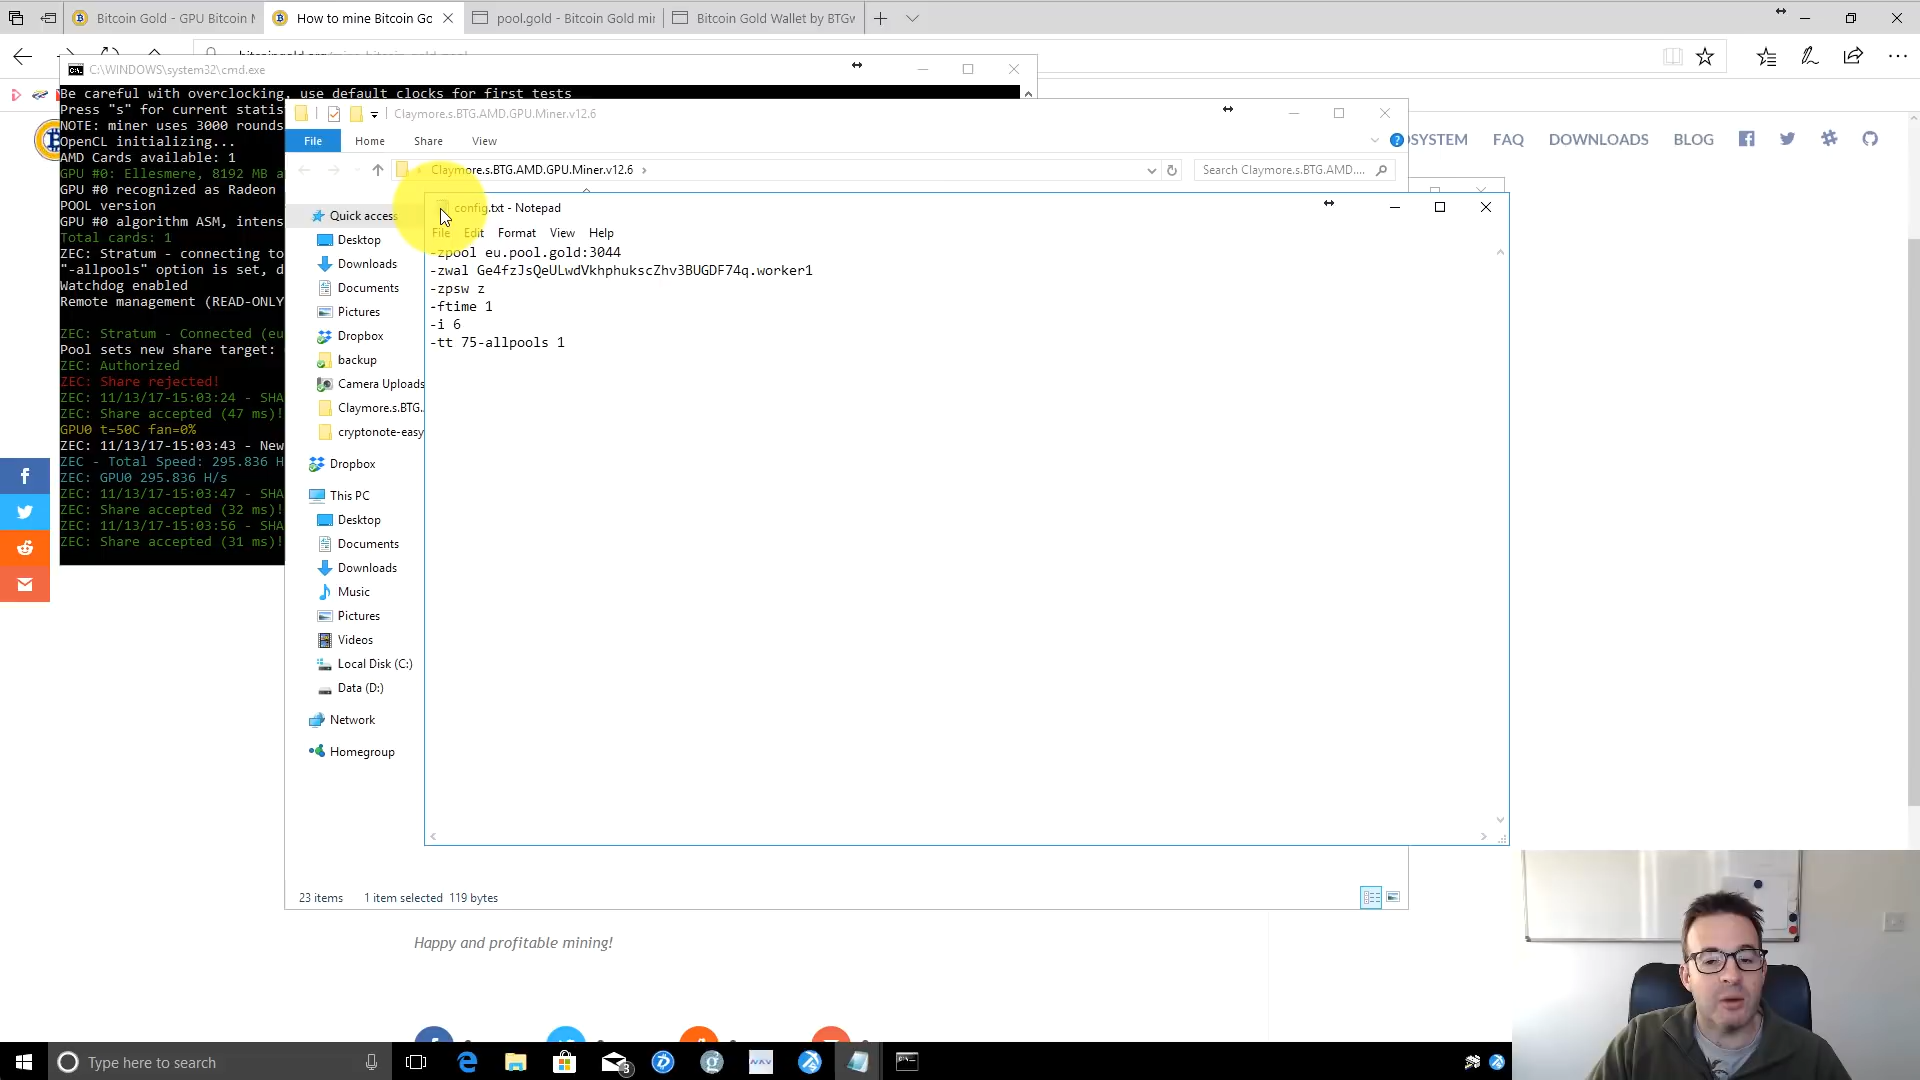 Bitcoin Gold - GPU Bitcoin M
How to mine Bitcoin Go
pool.gold - Bitcoin Gold mi
Bitcoin Gold Wallet by BTGw
C:\WINDOWS\system32\cmd.exe
Be careful with overclocking, use default clocks for first tests
Press "s" for current statis
NOTE: miner uses 3000 rounds
OpenCL initializing...
AMD Cards available: 1
GPU #0: Ellesmere, 8192 MB a
GPU #0 recognized as Radeon
POOL version
GPU #0 algorithm ASM, intens
Total cards: 1
ZEC: Stratum - connecting to
"-allpools" option is set, d
Watchdog enabled
Remote management (READ-ONLY
ZEC: Stratum - Connected (eu
Pool sets new share target:
ZEC: Authorized
ZEC: Share rejected!
ZEC: 11/13/17-15:03:24 - SHA
ZEC: Share accepted (47 ms)!
GPU0 t=50C fan=0%
ZEC: 11/13/17-15:03:43 - New
ZEC - Total Speed: 295.836 H
ZEC: GPU0 295.836 H/s
ZEC: 11/13/17-15:03:47 - SHA
ZEC: Share accepted (32 ms)!
ZEC: 11/13/17-15:03:56 - SHA
ZEC: Share accepted (31 ms)!
Claymore.s.BTG.AMD.GPU.Miner.v12.6
File Home Share View
Claymore.s.BTG.AMD.GPU.Miner.v12.6
Search Claymore.s.BTG.AMD....
OSYSTEM FAQ DOWNLOADS BLOG
Quick access
Desktop
Downloads
Documents
Pictures
Dropbox
backup
Camera Uploads
Claymore.s.BTG.
cryptonote-easy
Dropbox
This PC
Desktop
Documents
Downloads
Music
Pictures
Videos
Local Disk (C:)
Data (D:)
Network
Homegroup
config.txt - Notepad
File Edit Format View Help
-zpool eu.pool.gold:3044
-zwal Ge4fzJsQeULwdVkhphukscZhv3BUGDF74q.worker1
-zpsw z
-ftime 1
-i 6
-tt 75-allpools 1
23 items 1 item selected 119 bytes
Happy and profitable mining!
Type here to search
3
NAV